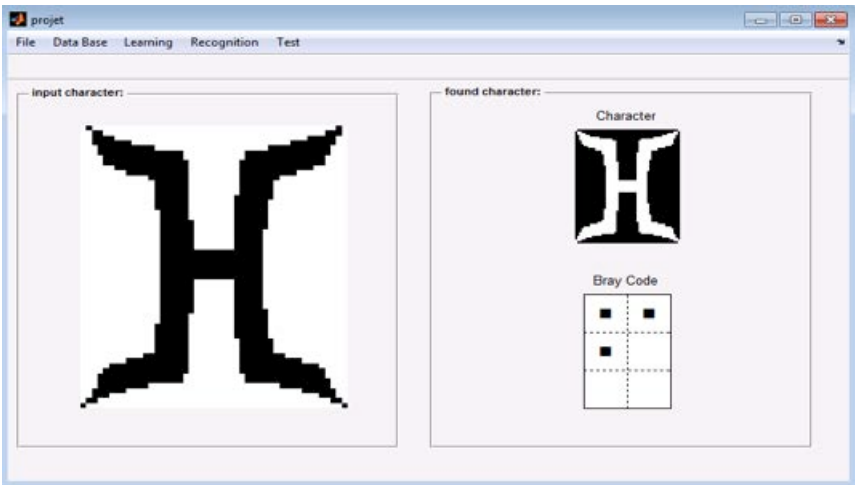 projet
File Data Base Learning Recognition Test
input character:
found character:
Character
Bray Code